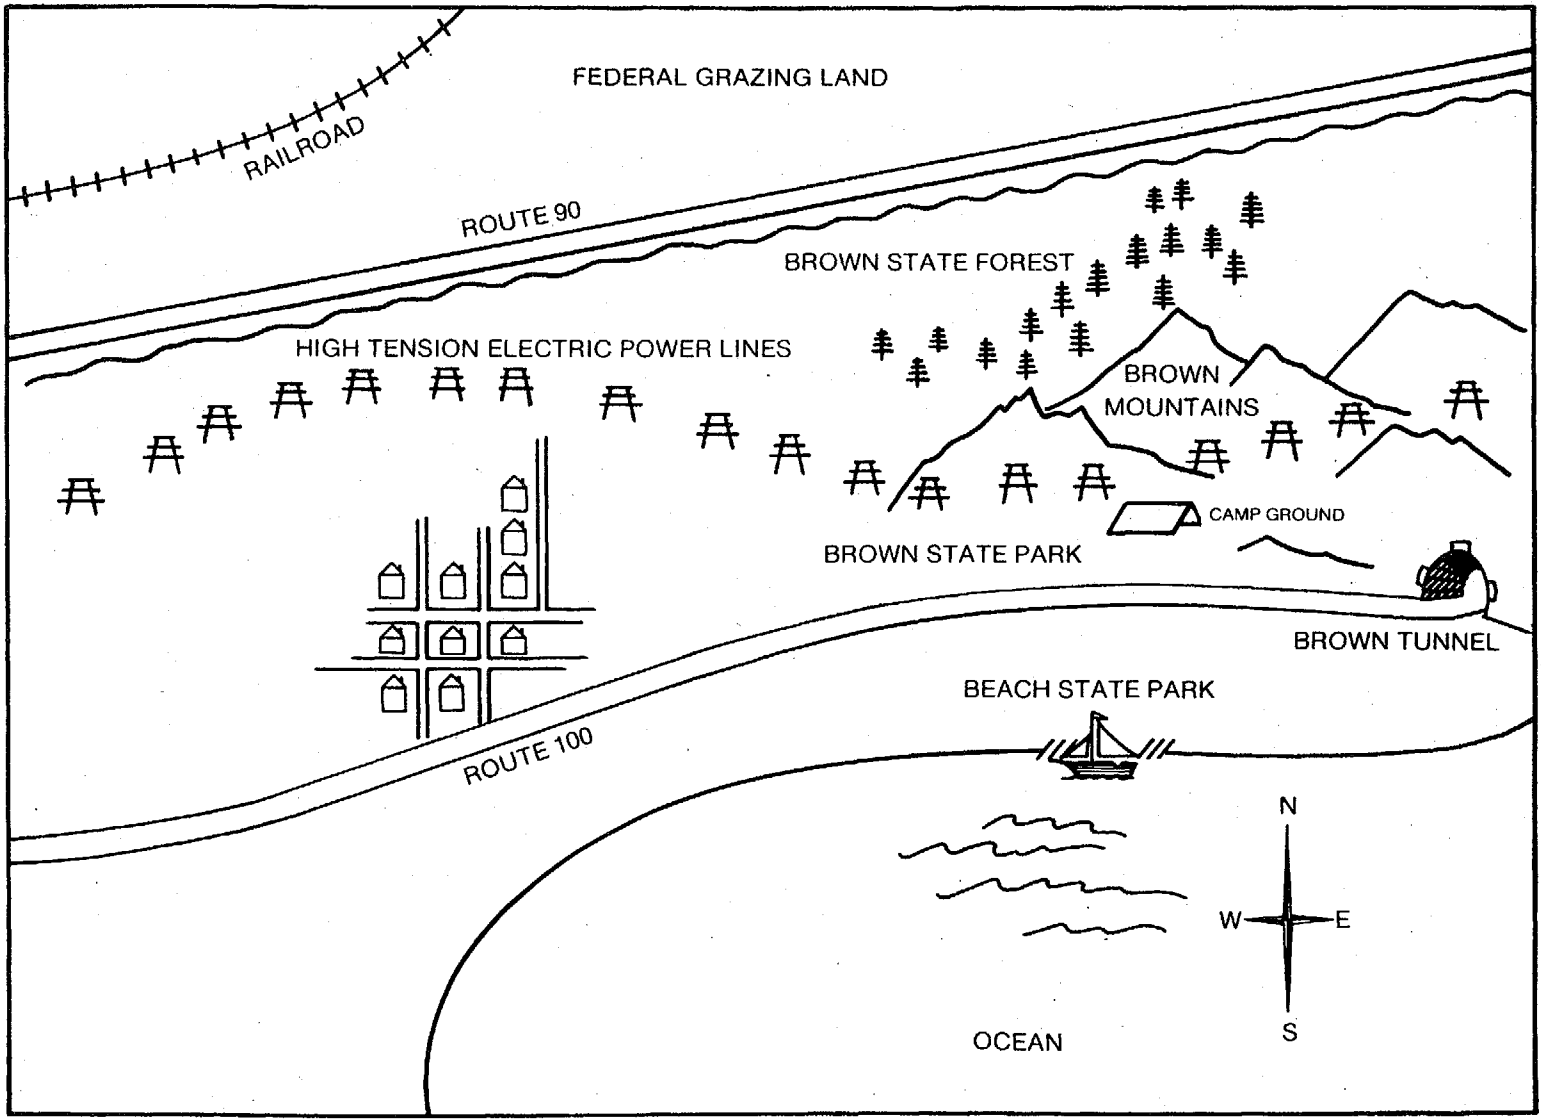 FEDERAL GRAZING LAND
RAILROAD
ROUTE 90
BROWN STATE FOREST
HIGH TENSION ELECTRIC POWER LINES
BROWN
MOUNTAINS
CAMP GROUND
BROWN STATE PARK
BROWN TUNNEL
BEACH STATE PARK
ROUTE 100
N
W
E
S
OCEAN